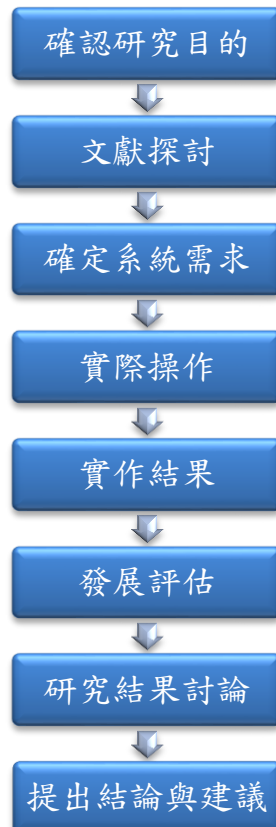 確認研究目的
文獻探討
確定系統需求
實際操作
實作結果
發展評估
研究結果討論
提出結論與建議